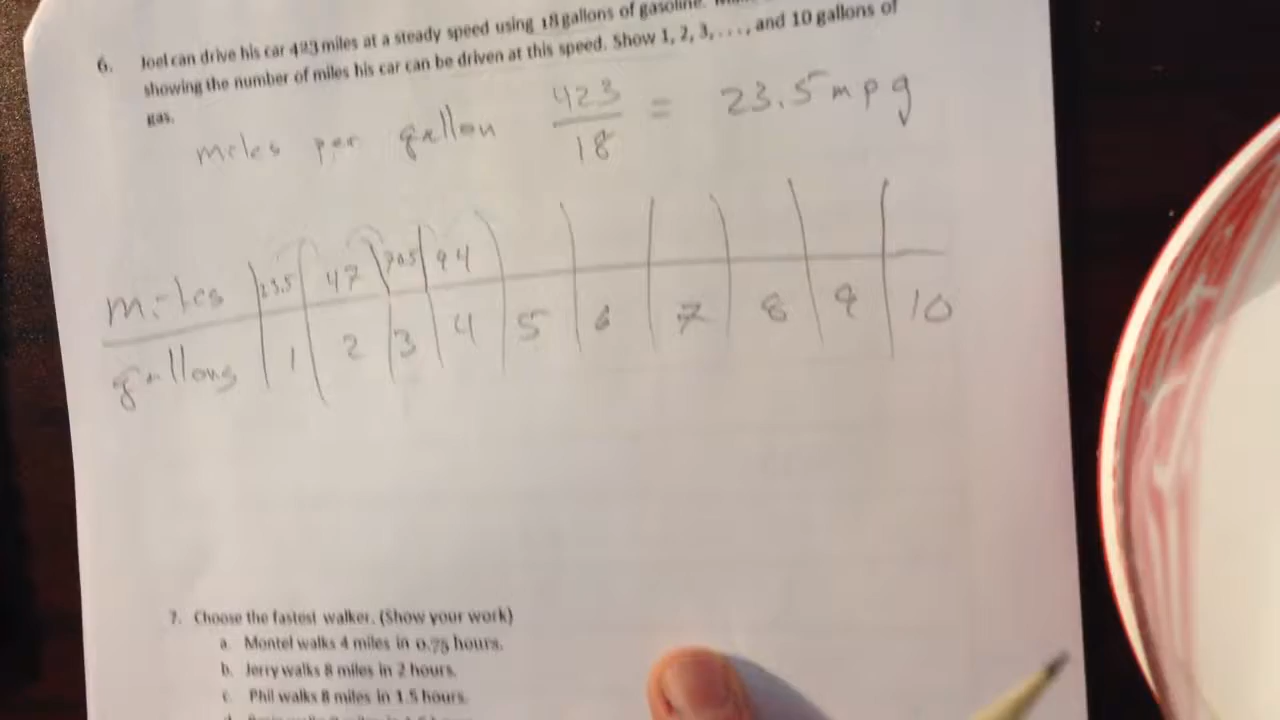 6. Joel can drive his car 423 miles at a steady speed using 18 gallons of gasoline.
showing the number of miles his car can be driven at this speed. Show 1, 2, 3, . . . , and 10 gallons of
gas.
miles per gallon 423/18 = 23.5 mpg
miles 23.5 47 70.5 94
gallons 1 2 3 4 5 6 7 8 9 10
7. Choose the fastest walker. (Show your work)
a. Montel walks 4 miles in 0.75 hours.
b. Jerry walks 8 miles in 2 hours.
c. Phil walks 8 miles in 1.5 hours.